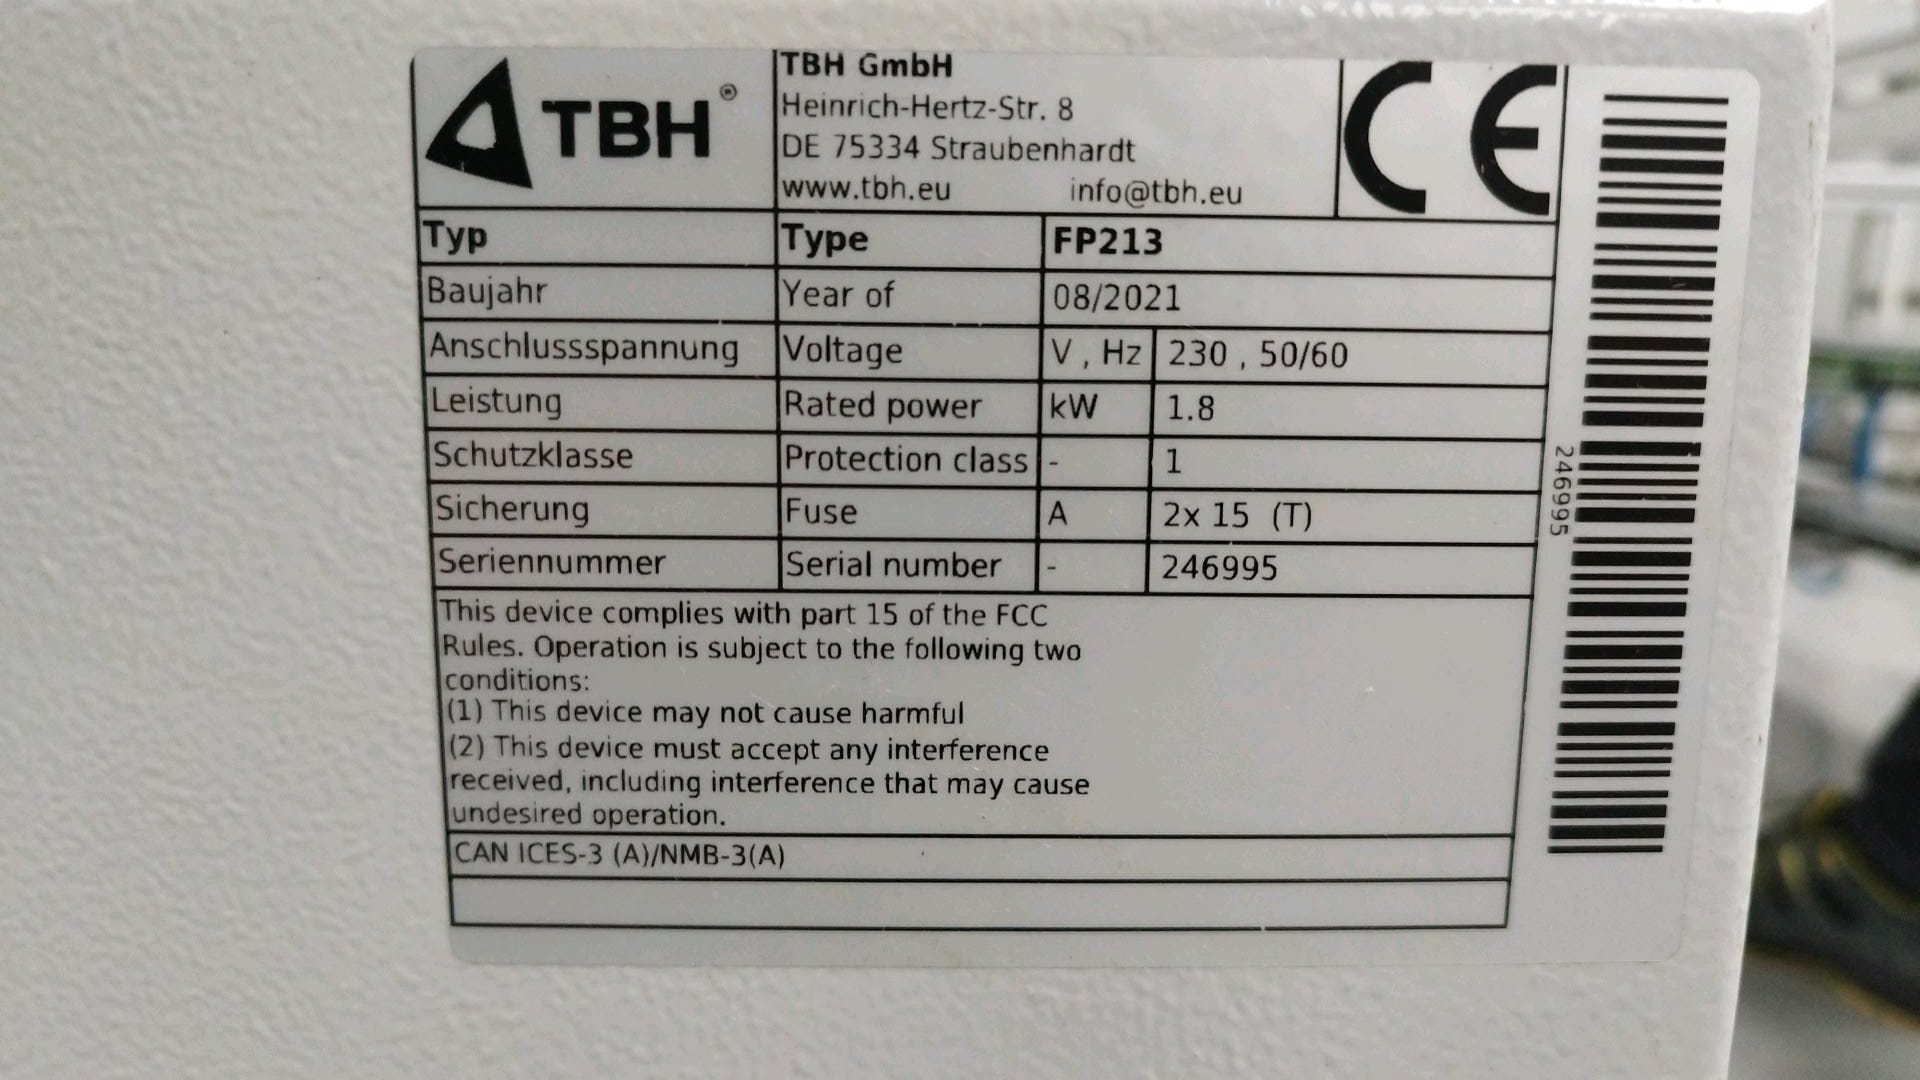 TBH®
TBH GmbH
Heinrich-Hertz-Str. 8
DE 75334 Straubenhardt
www.tbh.eu info@tbh.eu
CE
Typ Type FP213
Baujahr Year of 08/2021
Anschlussspannung Voltage V , Hz 230 , 50/60
Leistung Rated power kW 1.8
Schutzklasse Protection class - 1
Sicherung Fuse A 2x 15 (T)
Seriennummer Serial number - 246995
This device complies with part 15 of the FCC
Rules. Operation is subject to the following two
conditions:
(1) This device may not cause harmful
(2) This device must accept any interference
received, including interference that may cause
undesired operation.
CAN ICES-3 (A)/NMB-3(A)
246995